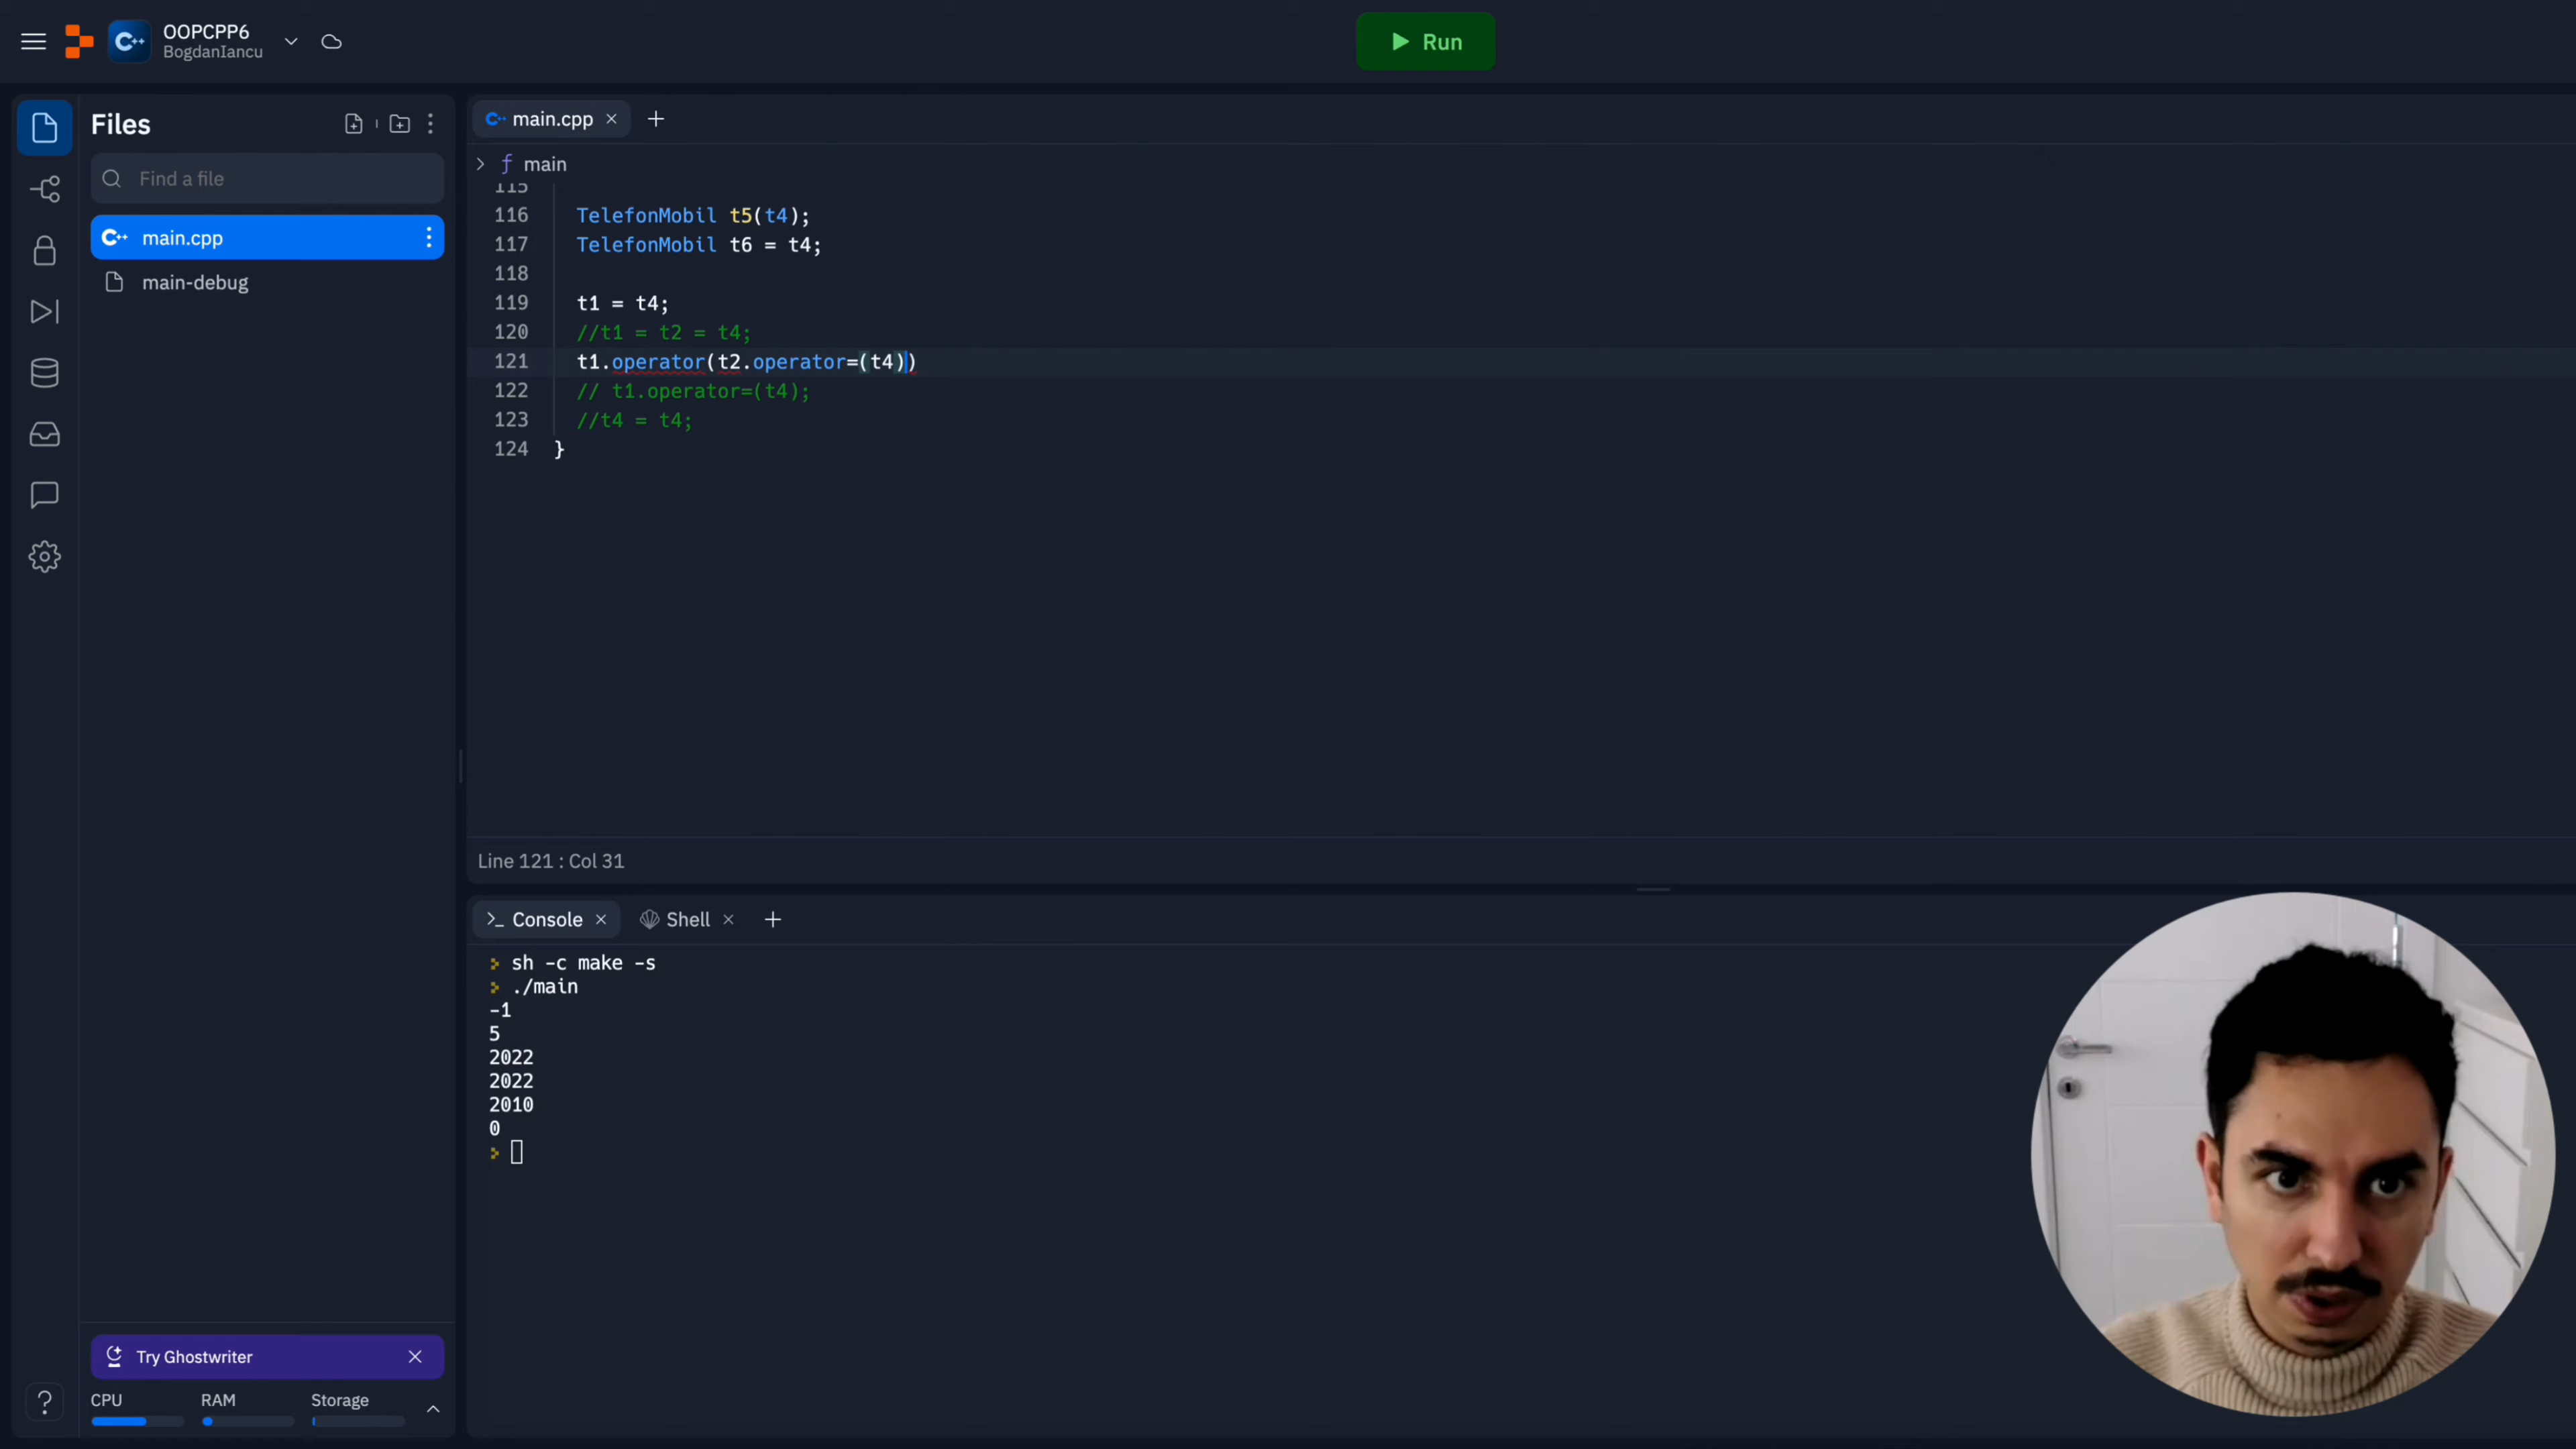 OOPCPP6
BogdanIancu
Run
Files
Find a file
main.cpp
main-debug
main.cpp
main
115
116 TelefonMobil t5(t4);
117 TelefonMobil t6 = t4;
118
119 t1 = t4;
120 //t1 = t2 = t4;
121 t1.operator(t2.operator=(t4))
122 // t1.operator=(t4);
123 //t4 = t4;
124 }
Line 121 : Col 31
Console
Shell
sh -c make -s
./main
-1
5
2022
2022
2010
0
Try Ghostwriter
CPU RAM Storage